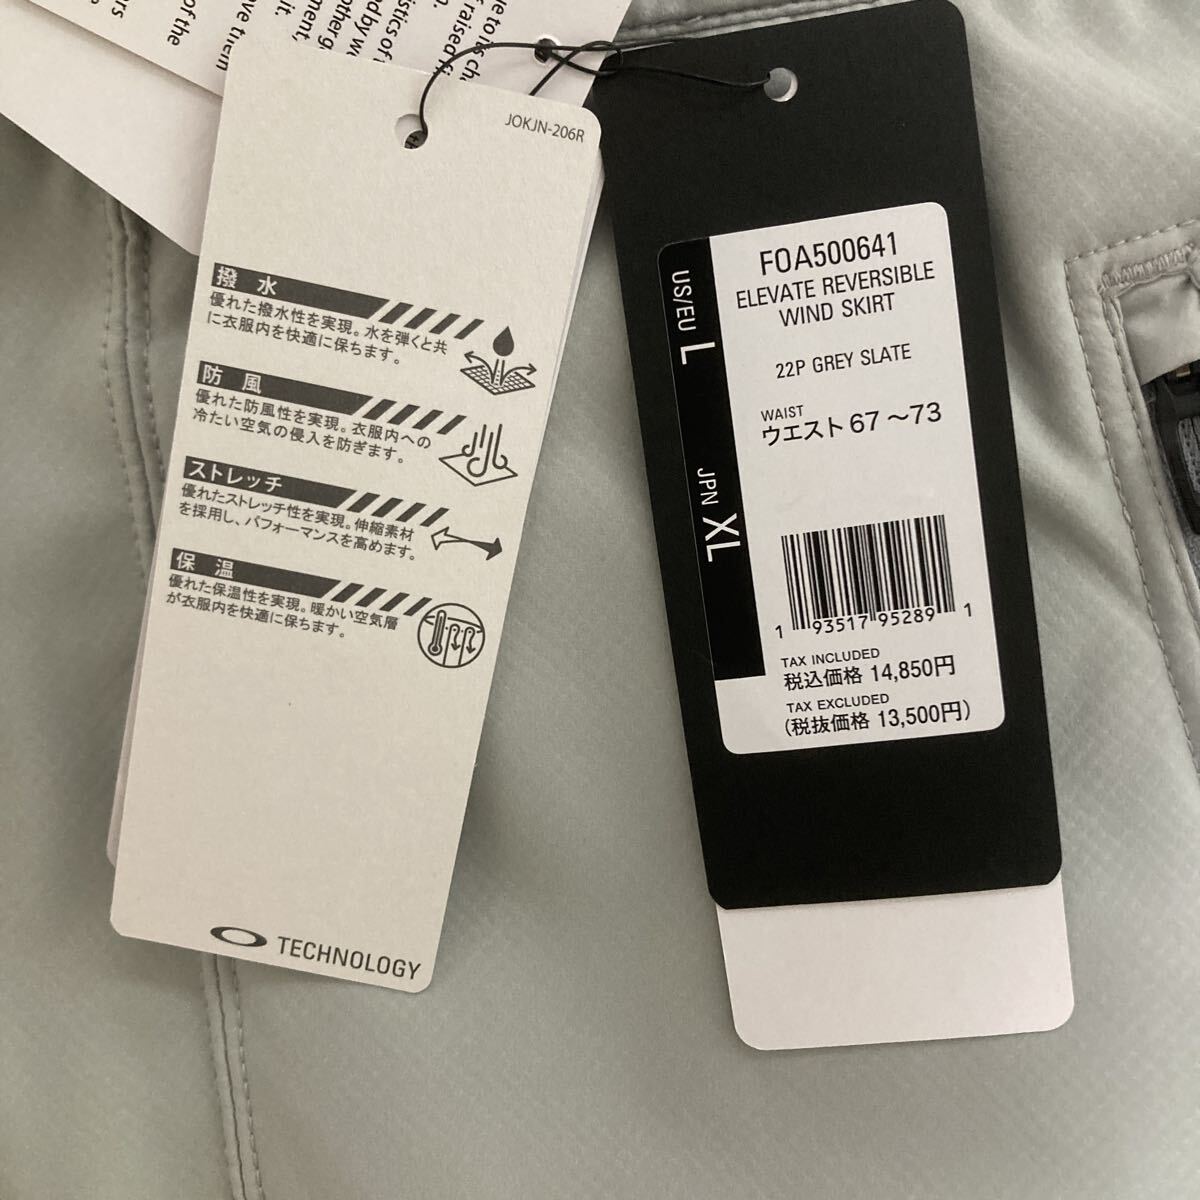 JOKJN-206R
撥 水
優れた撥水性を実現。水を弾くと共
に衣服内を快適に保ちます。
防 風
優れた防風性を実現。衣服内への
冷たい空気の侵入を防ぎます。
ストレッチ
優れたストレッチ性を実現。伸縮素材
を採用し、パフォーマンスを高めます。
保 温
優れた保温性を実現。暖かい空気層
が衣服内を快適に保ちます。
TECHNOLOGY
US/EU L
JPN XL
FOA500641
ELEVATE REVERSIBLE
WIND SKIRT
22P GREY SLATE
WAIST
ウエスト 67～73
1 93517 95289 1
TAX INCLUDED
税込価格 14,850円
TAX EXCLUDED
(税抜価格 13,500円)
of the